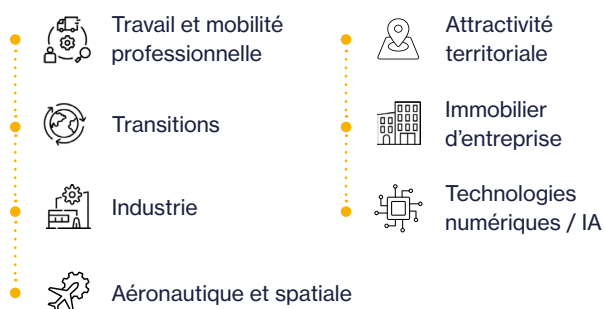 Travail et mobilité
professionnelle
Transitions
Industrie
Aéronautique et spatiale
Attractivité
territoriale
Immobilier
d'entreprise
Technologies
numériques / IA